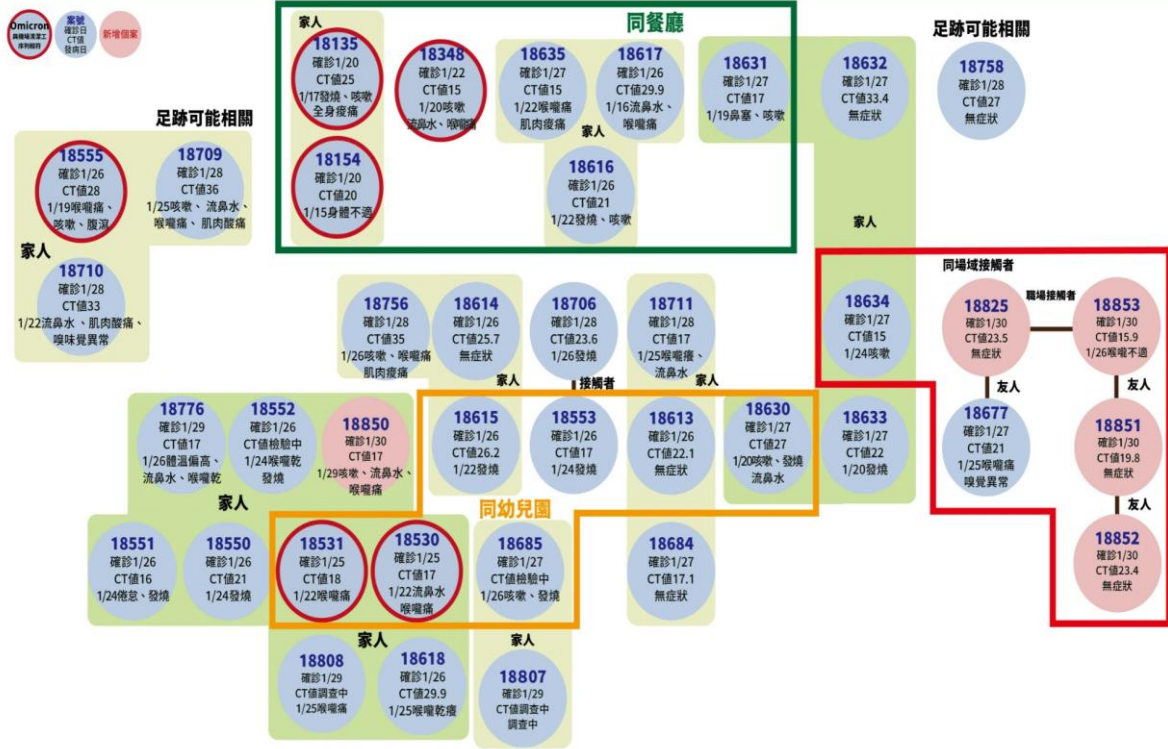 Omicron
與機場清潔工
序列相符
案號
確診日
CT值
發病日
新增個案
足跡可能相關
18555
確診1/26
CT值28
1/19喉嚨痛、
咳嗽、腹瀉
18709
確診1/28
CT值36
1/25咳嗽、流鼻水、
喉嚨痛、肌肉酸痛
家人
18710
確診1/28
CT值33
1/22流鼻水、肌肉酸痛、
嗅味覺異常
同餐廳
家人
18135
確診1/20
CT值25
1/17發燒、咳嗽
全身痠痛
18154
確診1/20
CT值20
1/15身體不適
18348
確診1/22
CT值15
1/20咳嗽
流鼻水、喉嚨痛
18635
確診1/27
CT值15
1/22喉嚨痛
肌肉痠痛
18617
確診1/26
CT值29.9
1/16流鼻水、
喉嚨痛
家人
18616
確診1/26
CT值21
1/22發燒、咳嗽
18631
確診1/27
CT值17
1/19鼻塞、咳嗽
18632
確診1/27
CT值33.4
無症狀
足跡可能相關
18758
確診1/28
CT值27
無症狀
家人
18634
確診1/27
CT值15
1/24咳嗽
同場域接觸者
18825
確診1/30
CT值23.5
無症狀
職場接觸者
18853
確診1/30
CT值15.9
1/26喉嚨不適
友人
18677
確診1/27
CT值21
1/25喉嚨痛
嗅覺異常
友人
18851
確診1/30
CT值19.8
無症狀
友人
18852
確診1/30
CT值23.4
無症狀
18756
確診1/28
CT值35
1/26咳嗽、喉嚨痛
肌肉痠痛
18614
確診1/26
CT值25.7
無症狀
家人
18706
確診1/28
CT值23.6
1/26發燒
接觸者
18711
確診1/28
CT值17
1/25喉嚨癢、
流鼻水
家人
18776
確診1/29
CT值17
1/26體溫偏高、
流鼻水、喉嚨乾
18552
確診1/26
CT值檢驗中
1/24喉嚨乾
發燒
18850
確診1/30
CT值17
1/29咳嗽、流鼻水、
喉嚨痛
家人
18615
確診1/26
CT值26.2
1/22發燒
18553
確診1/26
CT值17
1/24發燒
18613
確診1/26
CT值22.1
無症狀
18630
確診1/27
CT值27
1/20咳嗽、發燒
流鼻水
18633
確診1/27
CT值22
1/20發燒
同幼兒園
18551
確診1/26
CT值16
1/24倦怠、發燒
18550
確診1/26
CT值21
1/24發燒
18531
確診1/25
CT值18
1/22喉嚨痛
18530
確診1/25
CT值17
1/22流鼻水
喉嚨痛
18685
確診1/27
CT值檢驗中
1/26咳嗽、發燒
18684
確診1/27
CT值17.1
無症狀
家人
18808
確診1/29
CT值調查中
1/25喉嚨痛
18618
確診1/26
CT值29.9
1/25喉嚨乾癢
家人
18807
確診1/29
CT值調查中
調查中